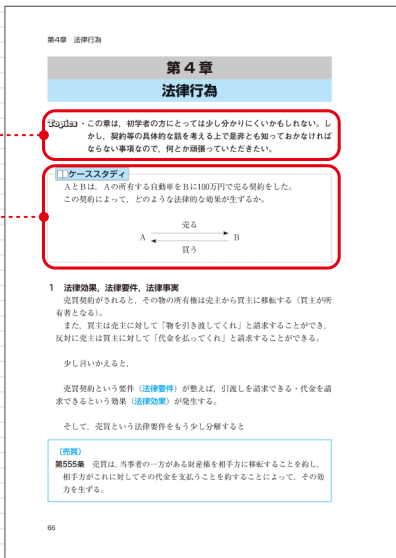 第4章 法律行為
第４章
法律行為
Topics ・この章は，初学者の方にとっては少し分かりにくいかもしれない。し
かし，契約等の具体的な話を考える上で是非とも知っておかなければ
ならない事項なので，何とか頑張っていただきたい。
ケーススタディ
AとBは，Aの所有する自動車をBに100万円で売る契約をした。
この契約によって，どのような法律的な効果が生ずるか。
売る
A B
買う
1 法律効果，法律要件，法律事実
売買契約がされると，その物の所有権は売主から買主に移転する（買主が所
有者となる）。
また，買主は売主に対して「物を引き渡してくれ」と請求することができ，
反対に売主は買主に対して「代金を払ってくれ」と請求することができる。
少し言いかえると，
売買契約という要件（法律要件）が整えば，引渡しを請求できる・代金を請
求できるという効果（法律効果）が発生する。
そして，売買という法律要件をもう少し分解すると
（売買）
第555条 売買は，当事者の一方がある財産権を相手方に移転することを約し，
相手方がこれに対してその代金を支払うことを約することによって，その効
力を生ずる。
66